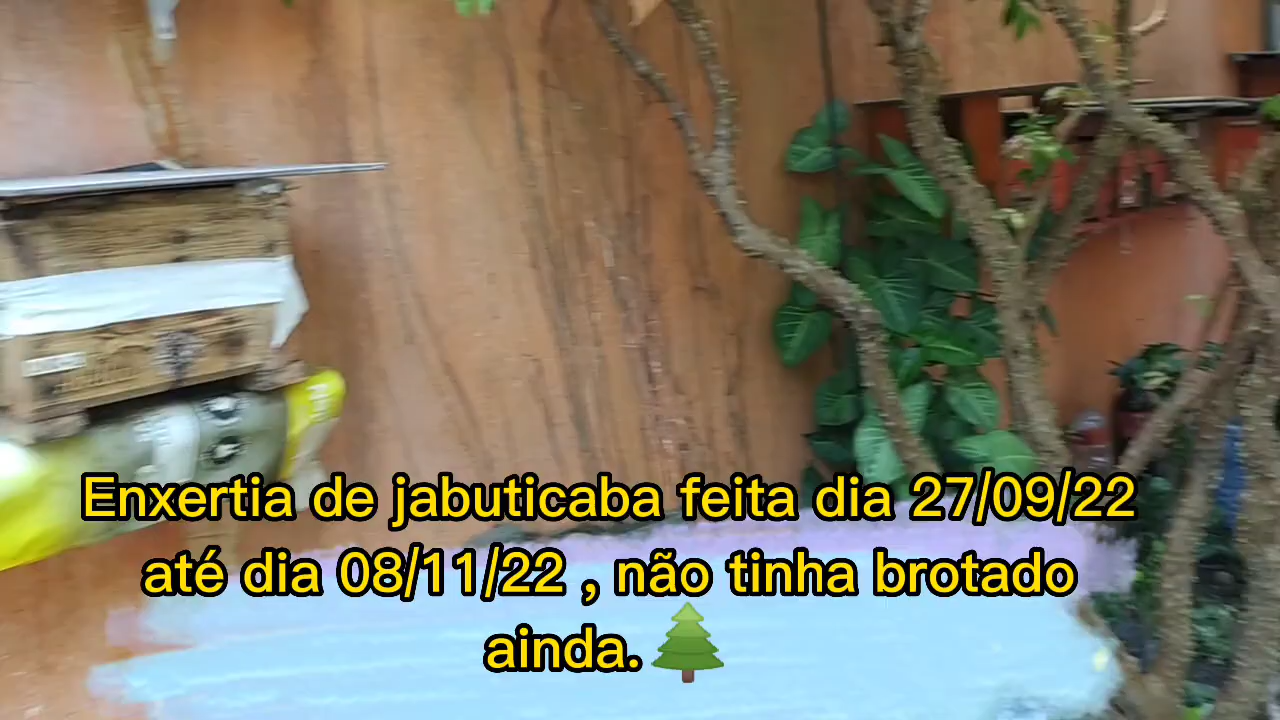 Enxertia de jabuticaba feita dia 27/09/22
até dia 08/11/22 , não tinha brotado
ainda.